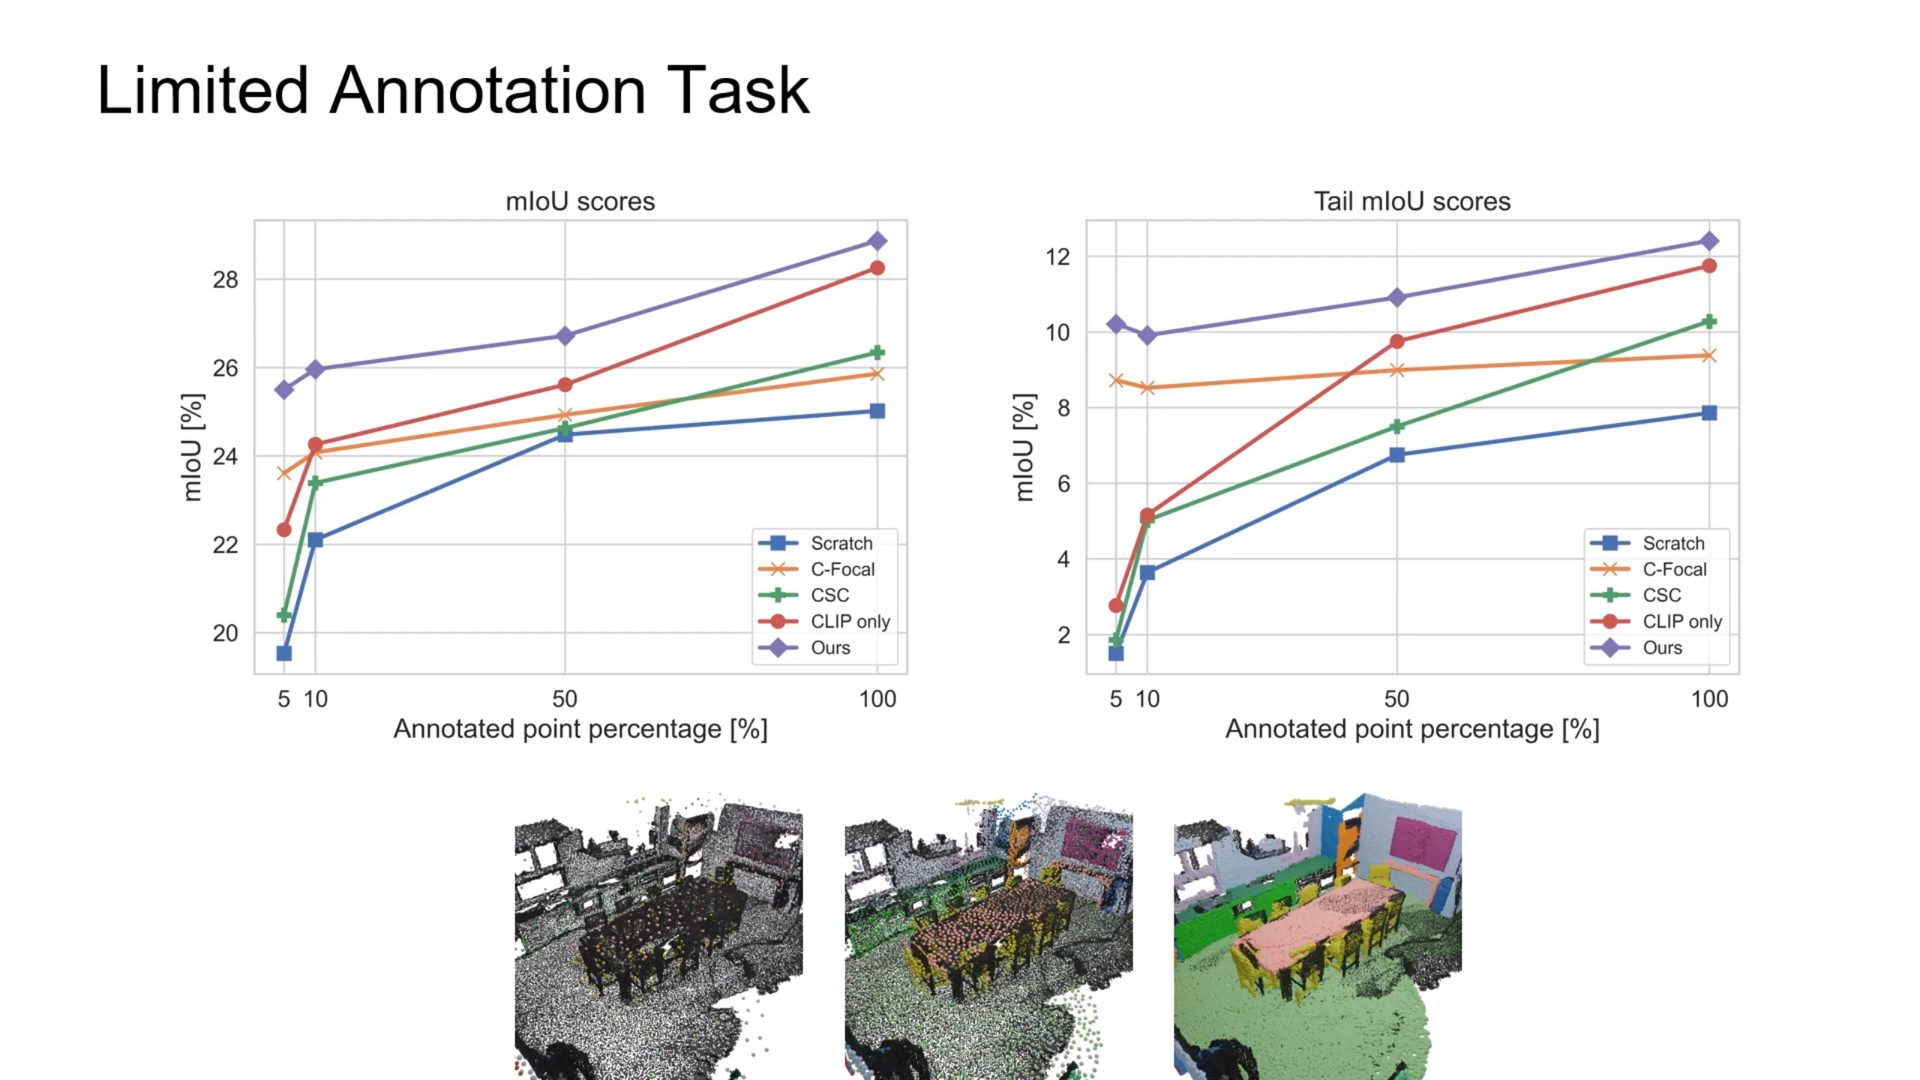 Limited Annotation Task
mIoU scores
mIoU [%]
28
26
24
22
20
5 10 50 100
Annotated point percentage [%]
Scratch
C-Focal
CSC
CLIP only
Ours
Tail mIoU scores
mIoU [%]
12
10
8
6
4
2
5 10 50 100
Annotated point percentage [%]
Scratch
C-Focal
CSC
CLIP only
Ours